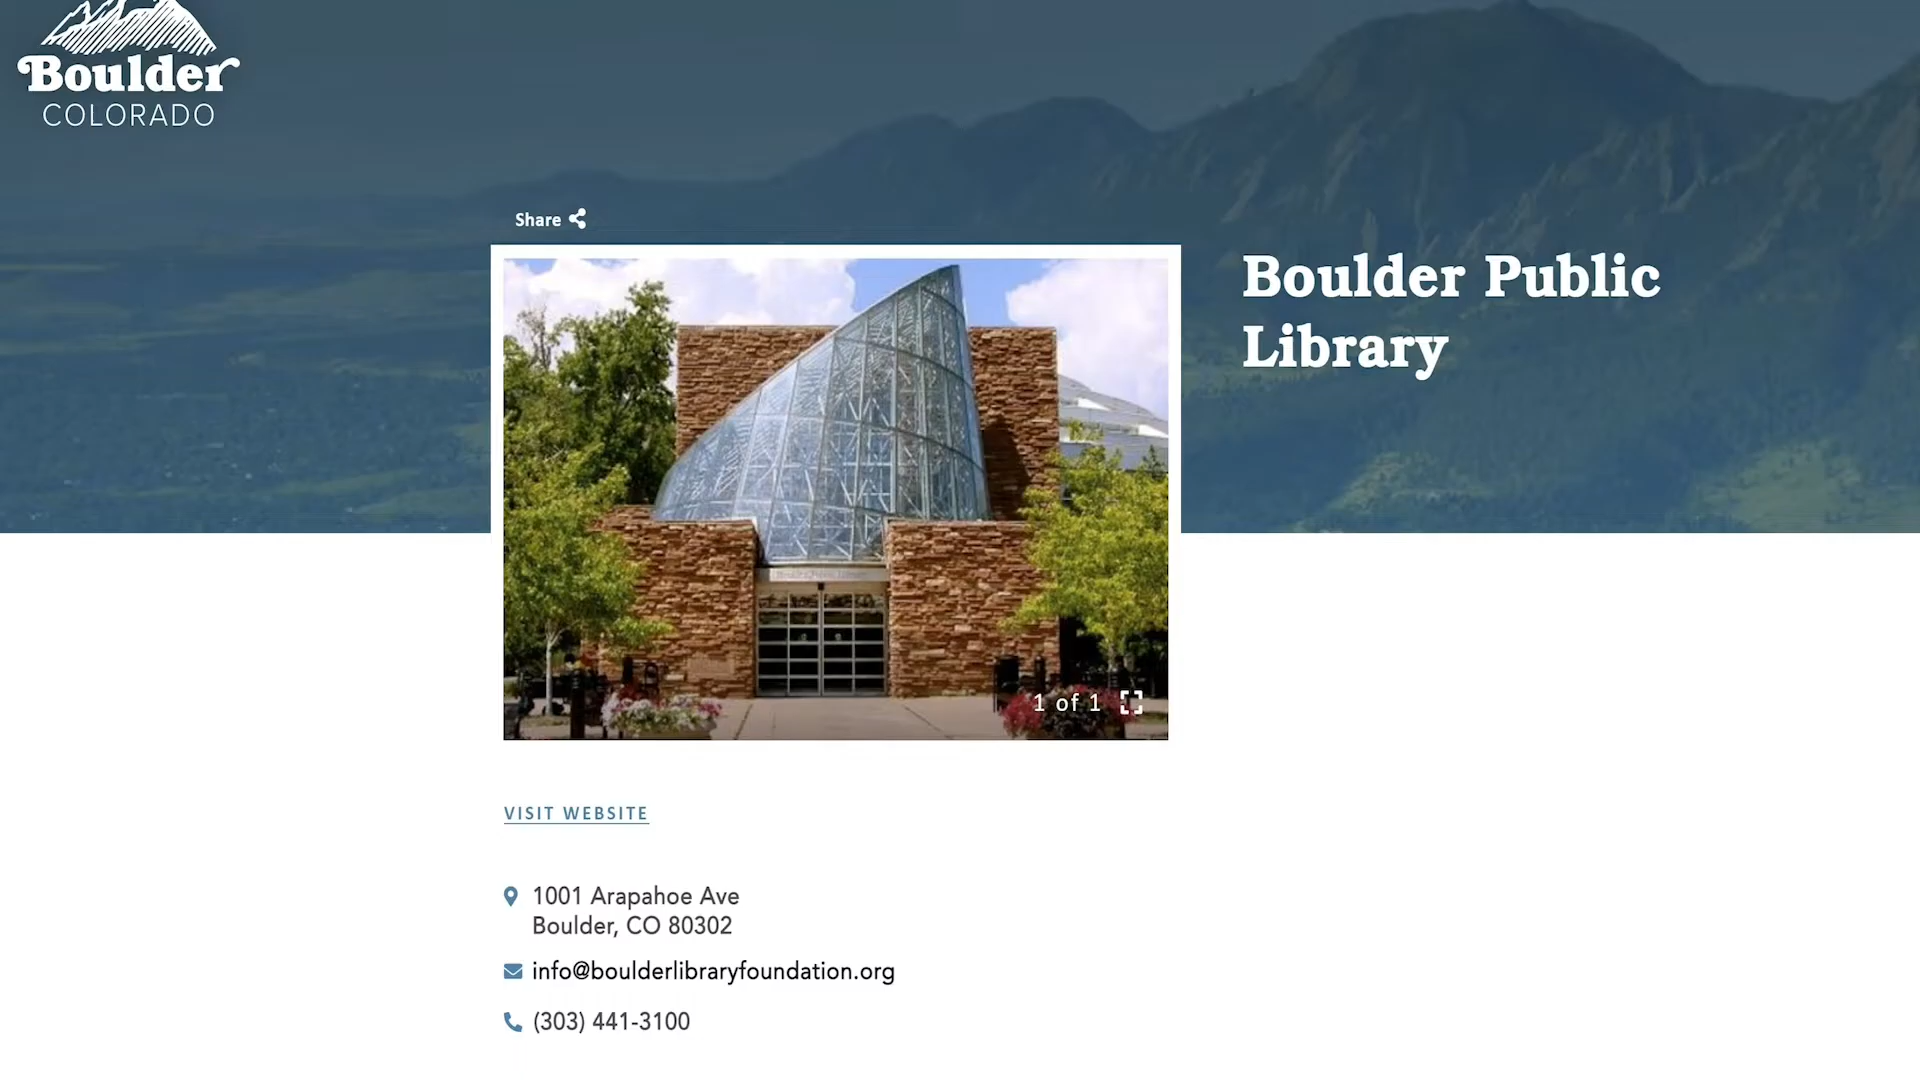 Boulder
COLORADO
Share
Boulder Public
Library
1 of 1
VISIT WEBSITE
1001 Arapahoe Ave
Boulder, CO 80302
info@boulderlibraryfoundation.org
(303) 441-3100